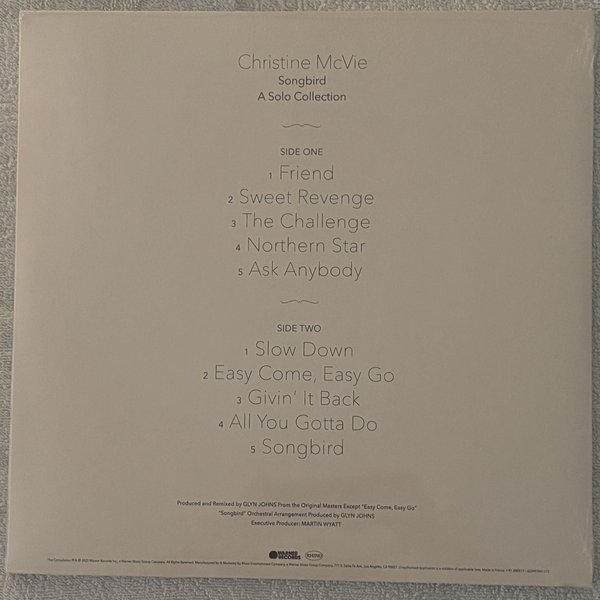 Christine McVie
Songbird
A Solo Collection
SIDE ONE
1 Friend
2 Sweet Revenge
3 The Challenge
4 Northern Star
5 Ask Anybody
SIDE TWO
1 Slow Down
2 Easy Come, Easy Go
3 Givin' It Back
4 All You Gotta Do
5 Songbird
Produced and Remixed by GLYN JOHNS From the Original Masters Except "Easy Come, Easy Go"
"Songbird" Orchestral Arrangement Produced by GLYN JOHNS
Executive Producer: MARTIN WYATT
WARNER RECORDS
RHINO